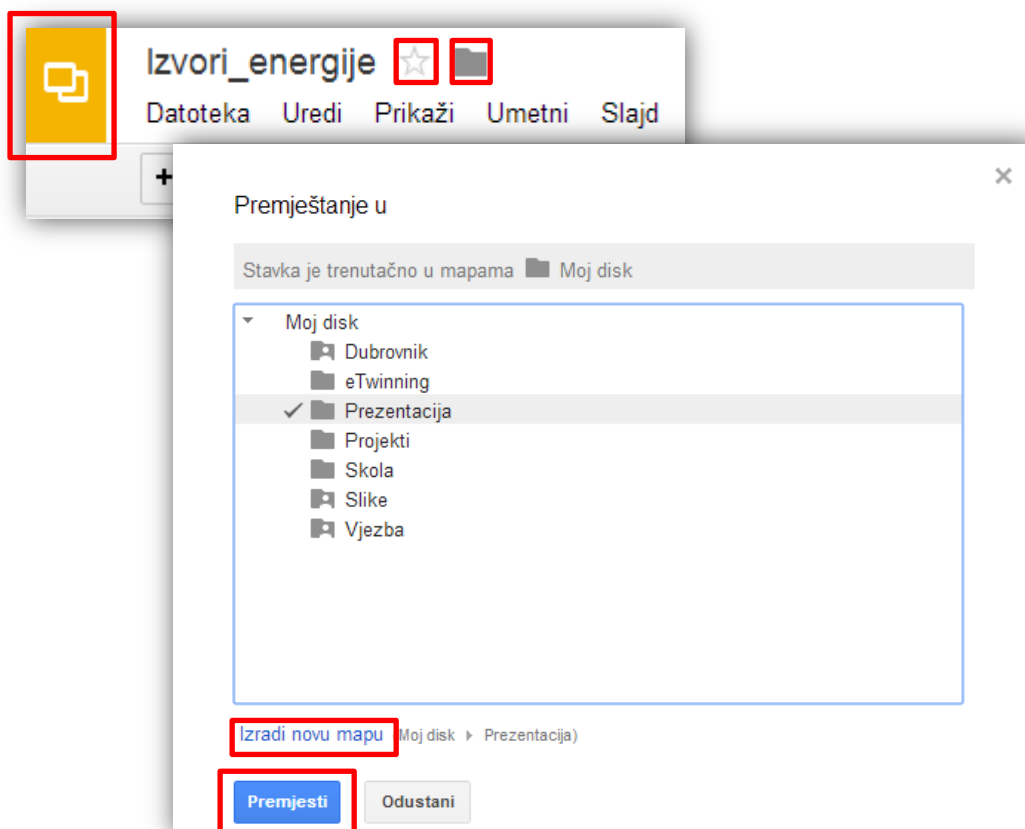 Izvori_energije
Datoteka Uredi Prikaži Umetni Slajd
+
Premještanje u
Stavka je trenutačno u mapama Moj disk
Moj disk
Dubrovnik
eTwinning
Prezentacija
Projekti
Skola
Slike
Vjezba
Izradi novu mapu (Moj disk Prezentacija)
Premjesti Odustani